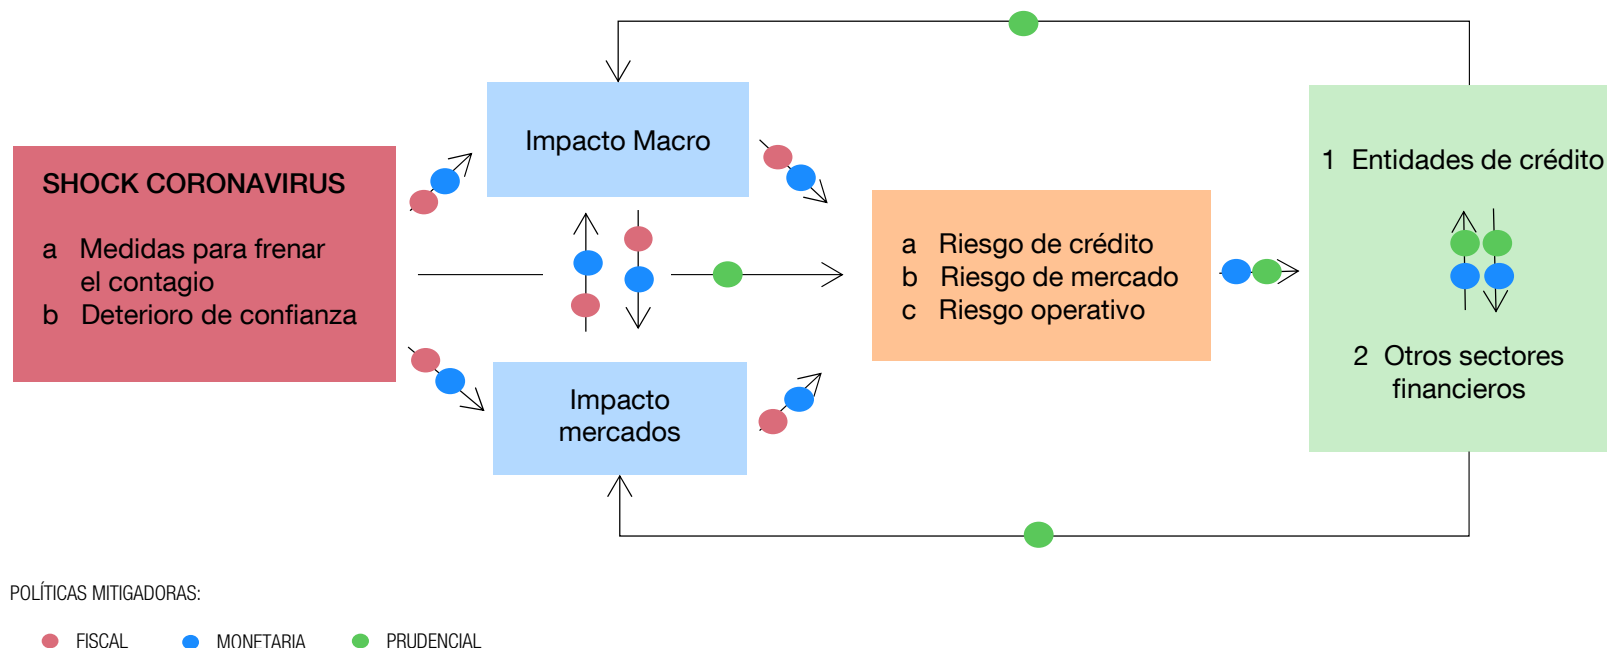 SHOCK CORONAVIRUS
a Medidas para frenar
el contagio
b Deterioro de confianza
Impacto Macro
Impacto
mercados
a Riesgo de crédito
b Riesgo de mercado
c Riesgo operativo
1 Entidades de crédito
2 Otros sectores
financieros
POLÍTICAS MITIGADORAS:
FISCAL MONETARIA PRUDENCIAL